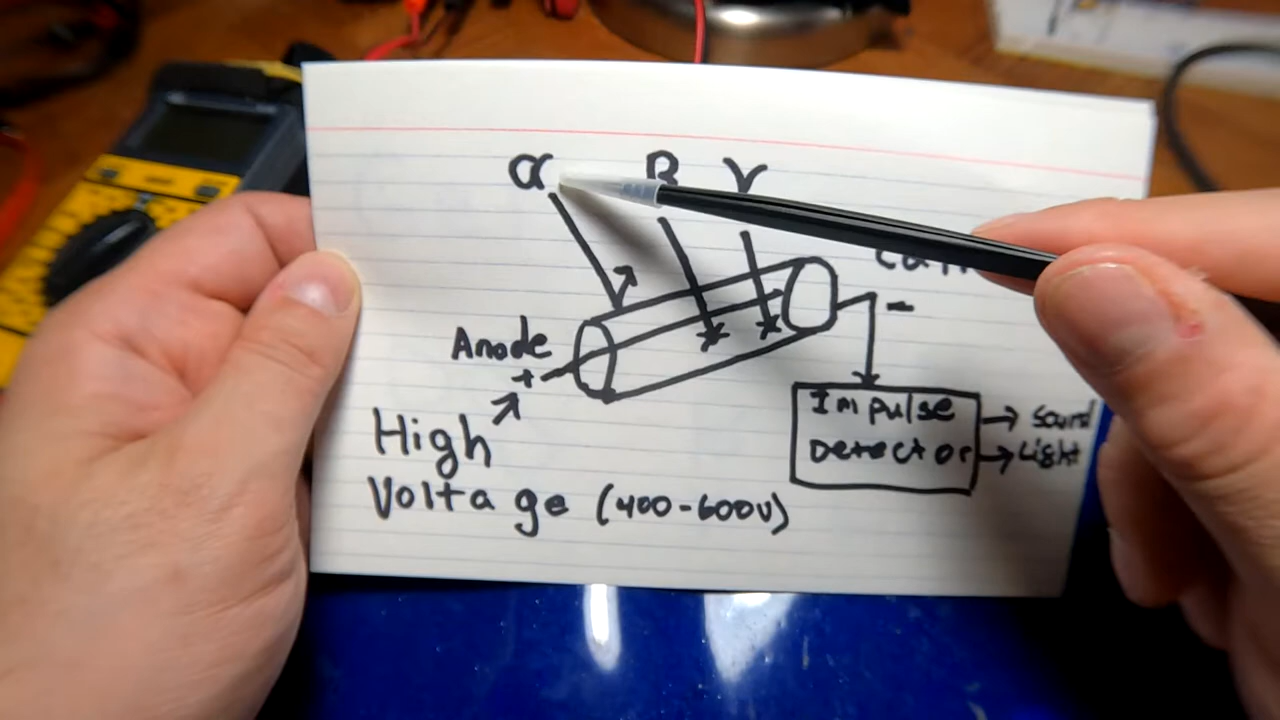 α B γ
Anode
+
-
High
Voltage (400-600V)
Impulse
Detector
Sound
Light